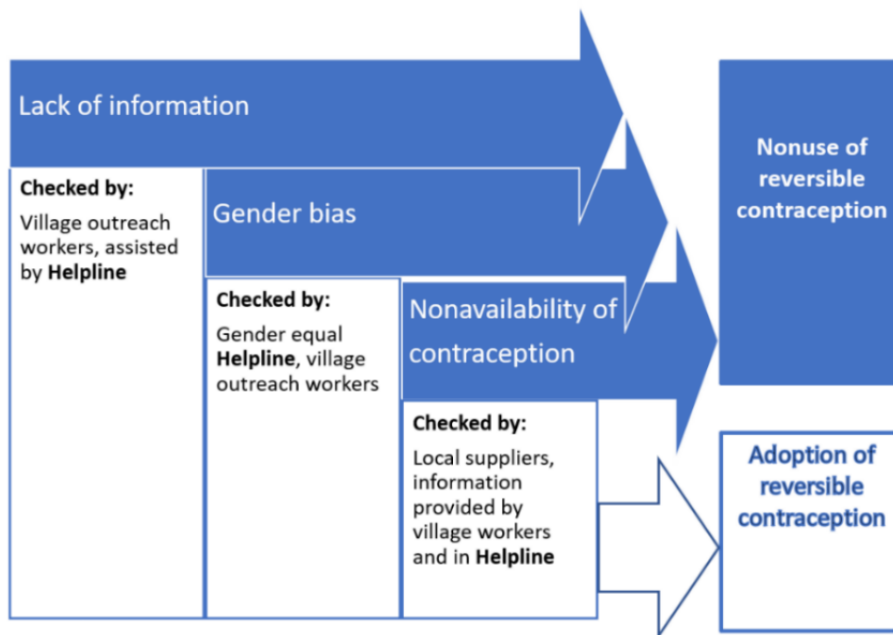 Lack of information
Checked by:
Village outreach
workers, assisted
by Helpline
Gender bias
Checked by:
Gender equal
Helpline, village
outreach workers
Nonavailability of
contraception
Checked by:
Local suppliers,
information
provided by
village workers
and in Helpline
Nonuse of
reversible
contraception
Adoption of
reversible
contraception